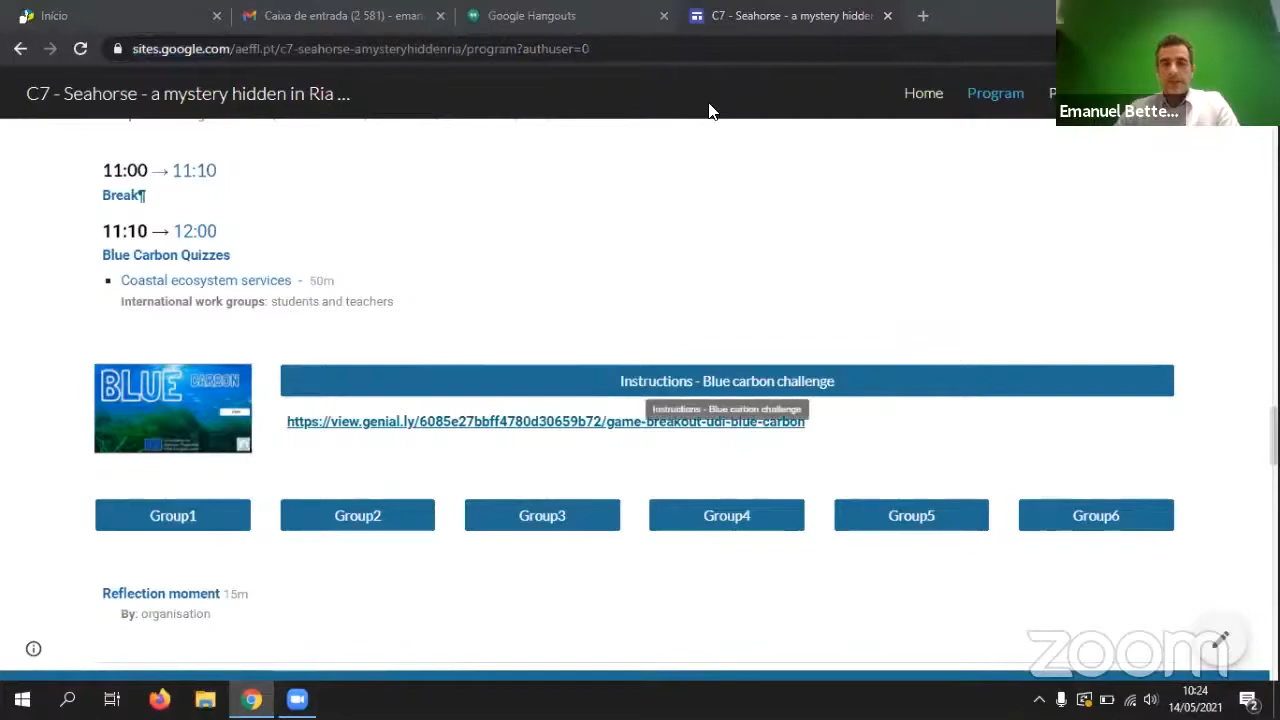 Início
Caixa de entrada (2 581) - emar
Google Hangouts
C7 - Seahorse - a mystery hidden
sites.google.com/aeffl.pt/c7-seahorse-amysteryhiddenria/program?authuser=0
C7 - Seahorse - a mystery hidden in Ria ...
Home
Program
P
Emanuel Bette...
11:00 → 11:10
Break¶
11:10 → 12:00
Blue Carbon Quizzes
Coastal ecosystem services - 50m
International work groups: students and teachers
BLUE CARBON
Instructions - Blue carbon challenge
Instructions - Blue carbon challenge
https://view.genial.ly/6085e27bbff4780d30659b72/game-breakout-udi-blue-carbon
Group1
Group2
Group3
Group4
Group5
Group6
Reflection moment 15m
By: organisation
zoom
10:24
14/05/2021
2